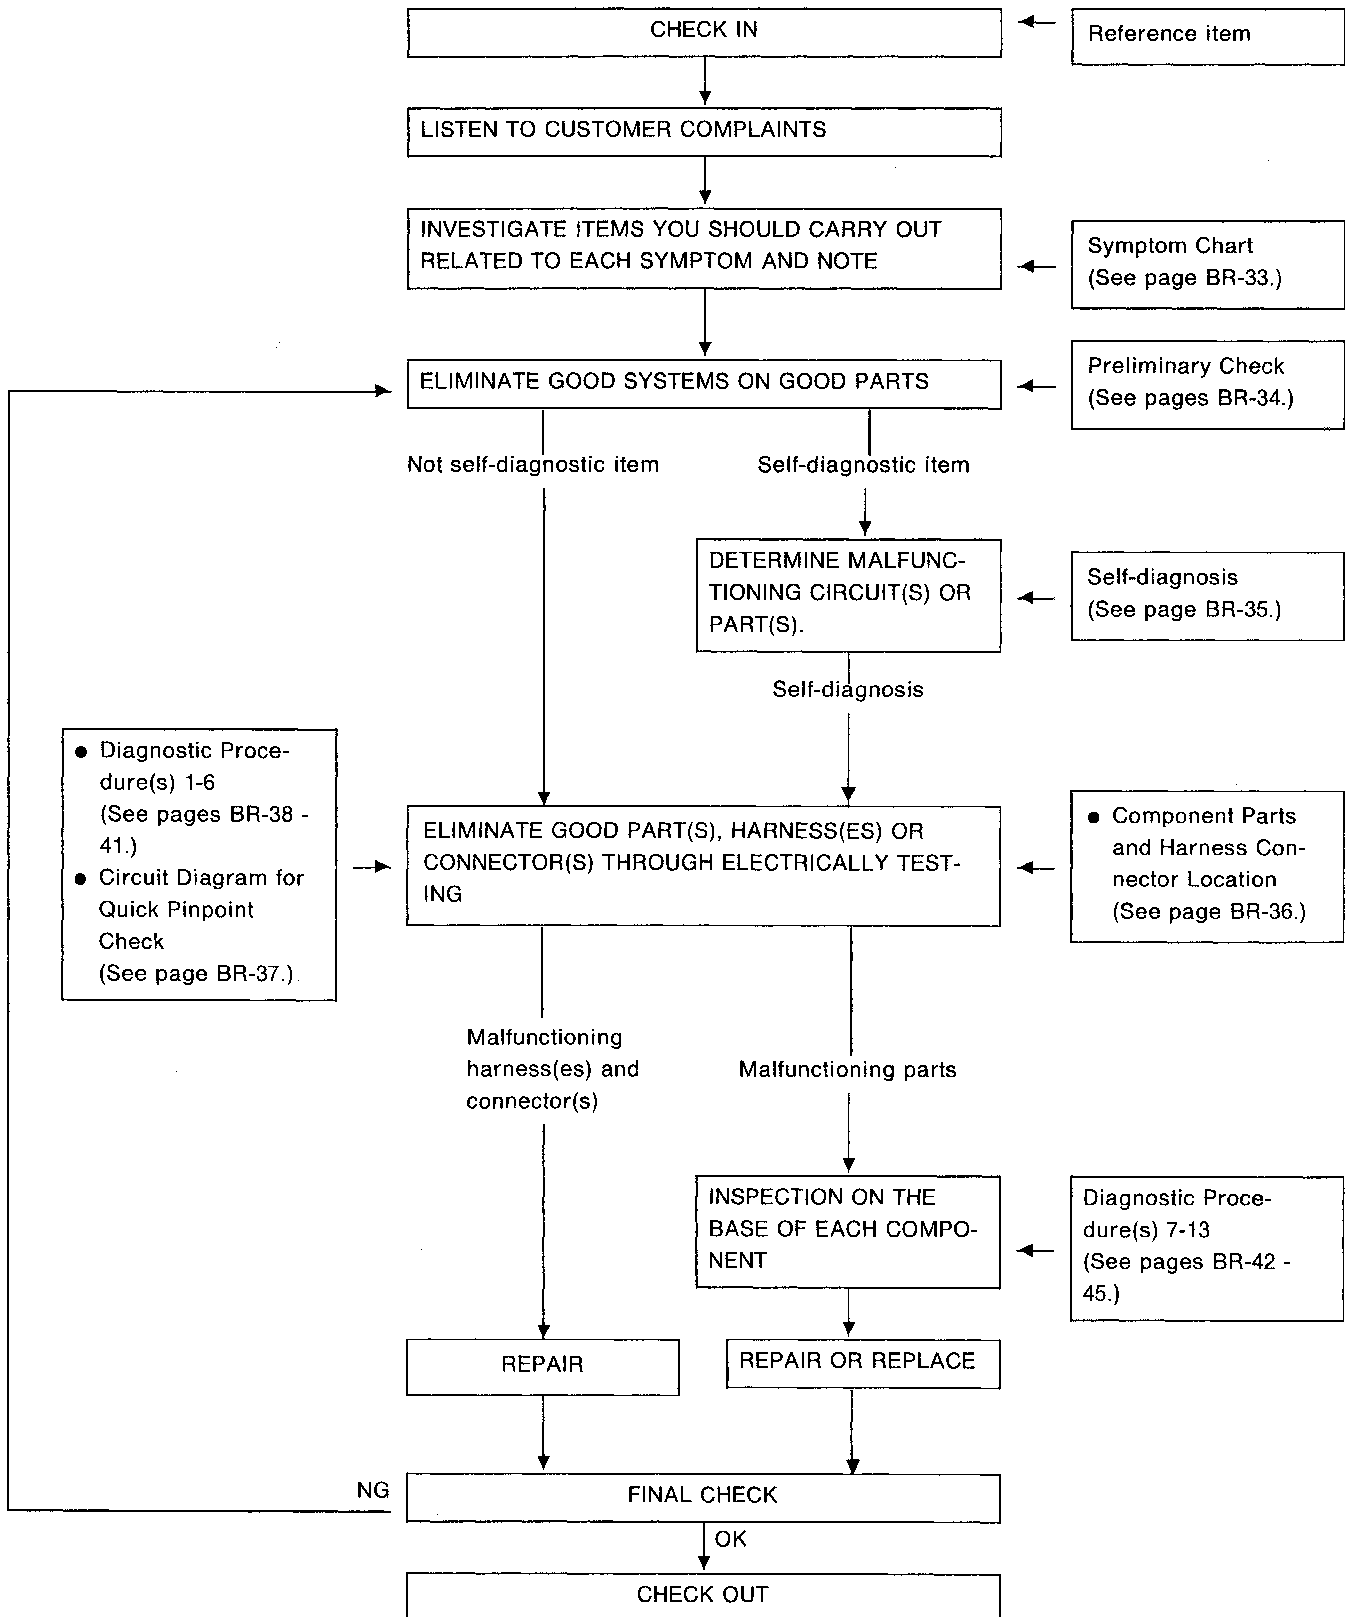 CHECK IN
Reference item
LISTEN TO CUSTOMER COMPLAINTS
INVESTIGATE ITEMS YOU SHOULD CARRY OUT
RELATED TO EACH SYMPTOM AND NOTE
Symptom Chart
(See page BR-33.)
ELIMINATE GOOD SYSTEMS ON GOOD PARTS
Preliminary Check
(See pages BR-34.)
Not self-diagnostic item
Self-diagnostic item
DETERMINE MALFUNC-
TIONING CIRCUIT(S) OR
PART(S).
Self-diagnosis
(See page BR-35.)
Self-diagnosis
● Diagnostic Proce-
dure(s) 1-6
(See pages BR-38 -
41.)
● Circuit Diagram for
Quick Pinpoint
Check
(See page BR-37.)
ELIMINATE GOOD PART(S), HARNESS(ES) OR
CONNECTOR(S) THROUGH ELECTRICALLY TEST-
ING
● Component Parts
and Harness Con-
nector Location
(See page BR-36.)
Malfunctioning
harness(es) and
connector(s)
Malfunctioning parts
INSPECTION ON THE
BASE OF EACH COMPO-
NENT
Diagnostic Proce-
dure(s) 7-13
(See pages BR-42 -
45.)
REPAIR
REPAIR OR REPLACE
NG
FINAL CHECK
OK
CHECK OUT